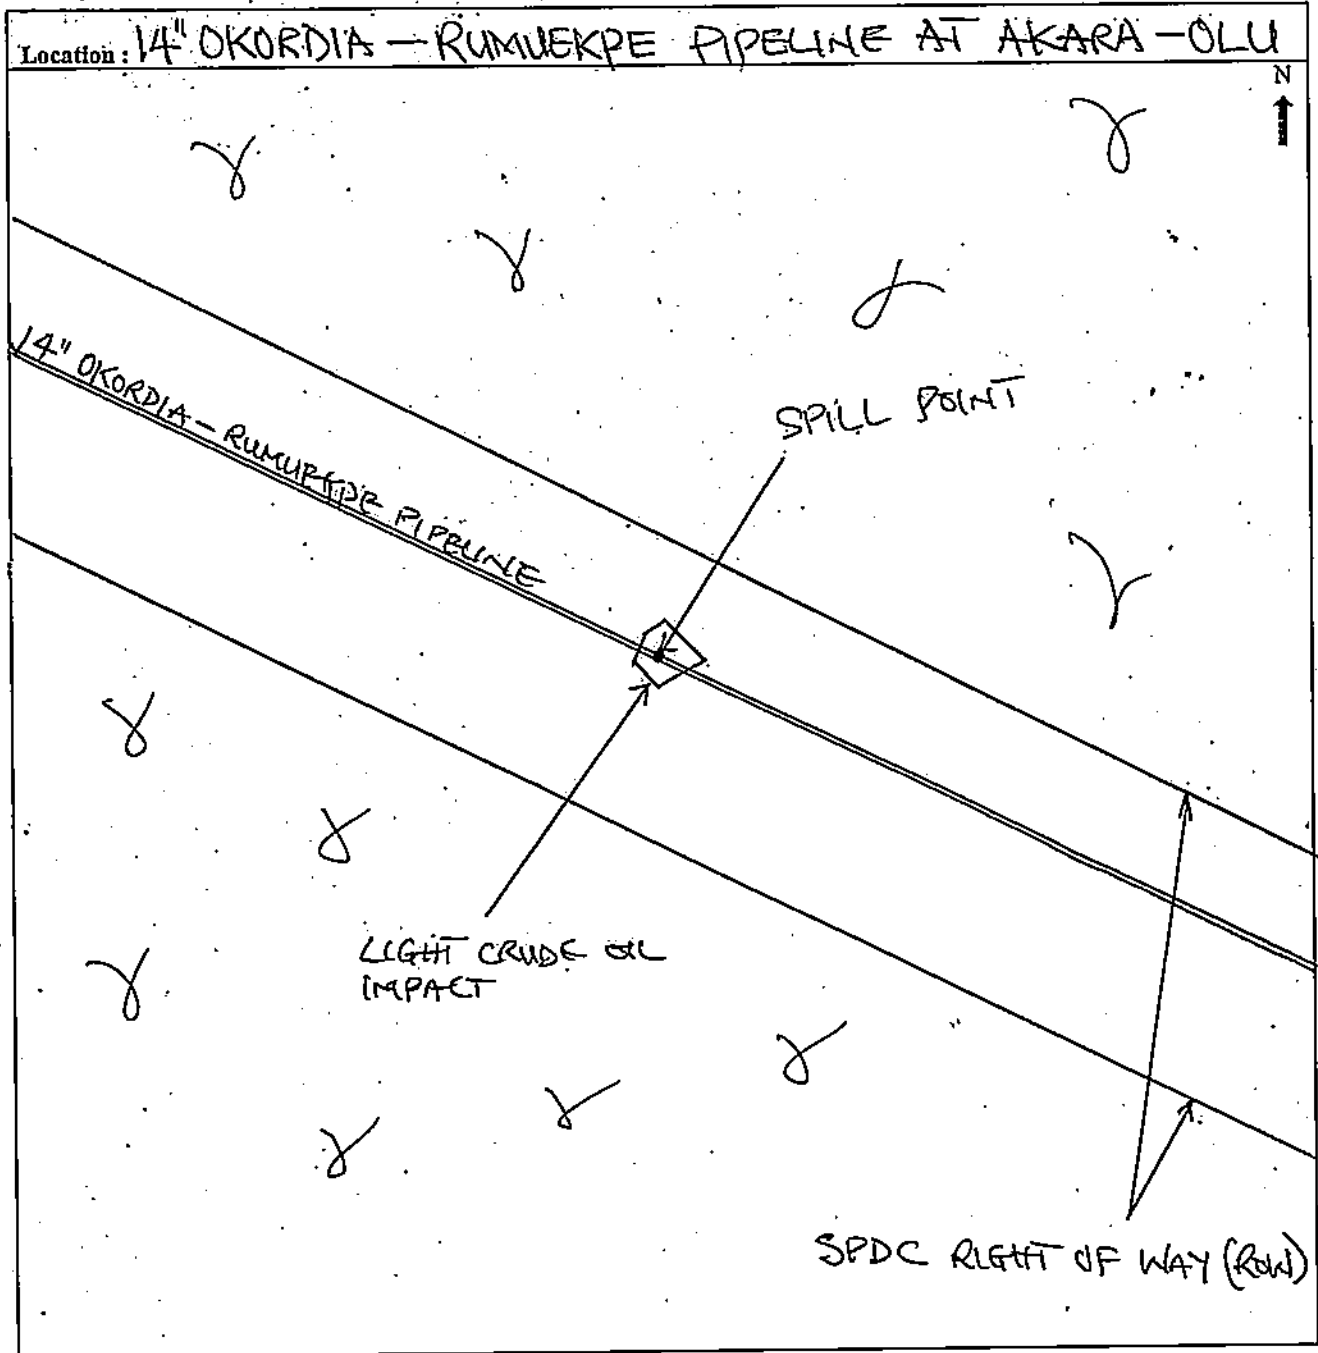 Location : 14" OKORDIA - RUMUEKPE PIPELINE AT AKARA - OLU
N
14" OKORDIA - RUMUEKPE PIPELINE
SPILL POINT
LIGHT CRUDE OIL
IMPACT
SPDC RIGHT OF WAY (ROW)